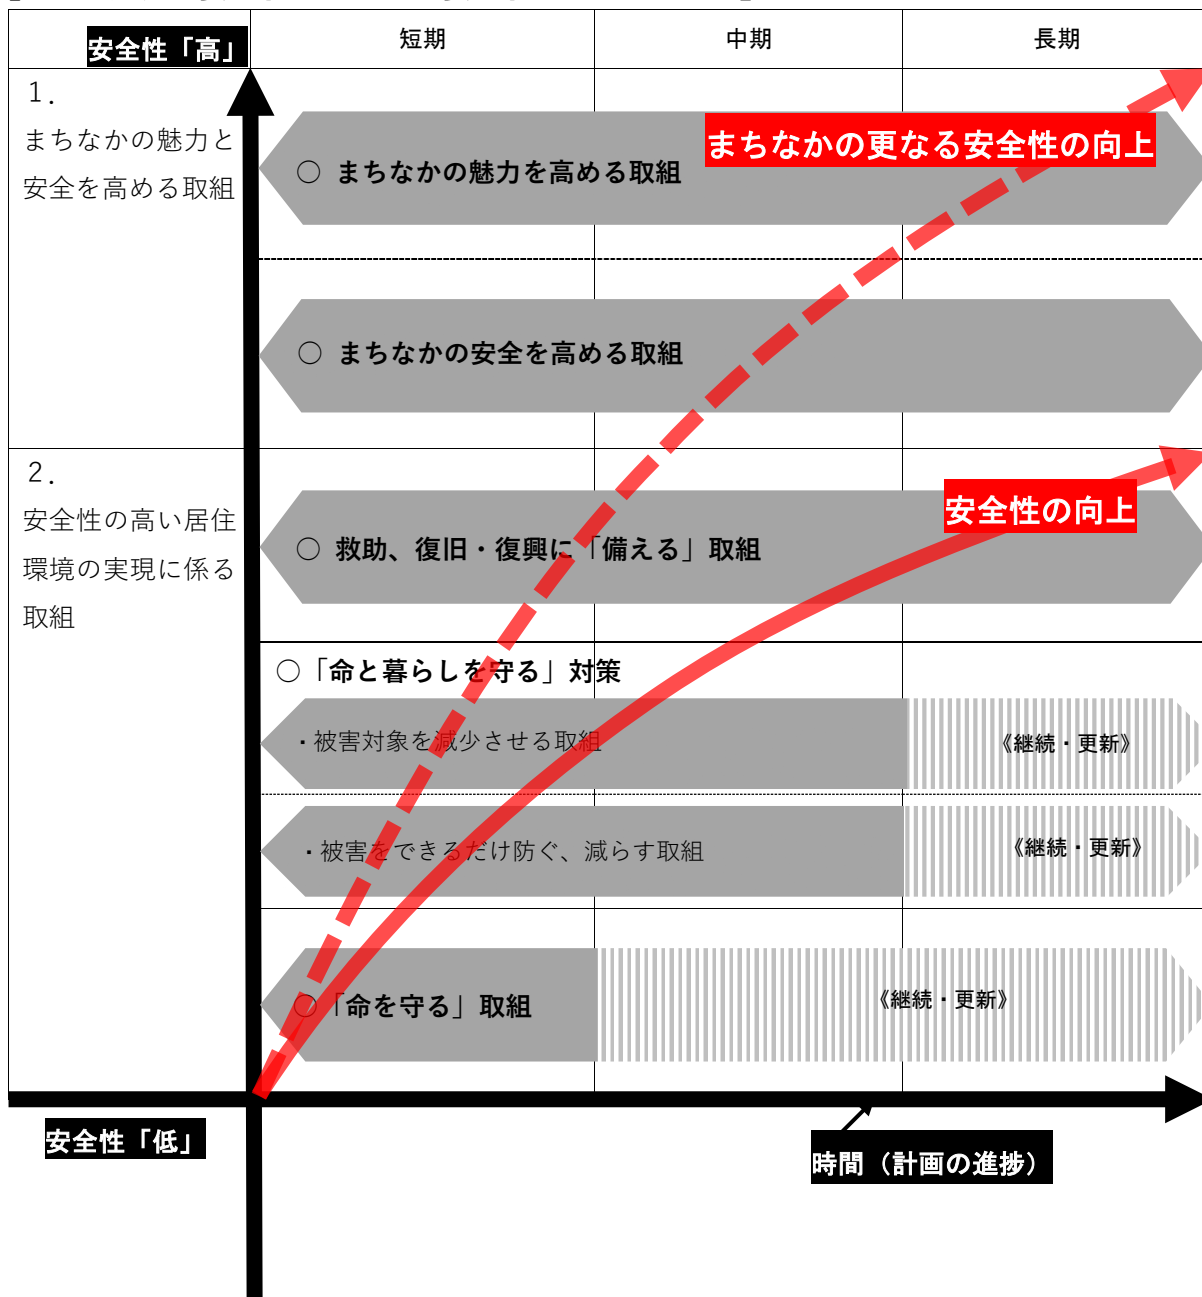 安全性「高」
短期
中期
長期
1．
まちなかの魅力と
安全を高める取組
まちなかの更なる安全性の向上
○ まちなかの魅力を高める取組
○ まちなかの安全を高める取組
2．
安全性の高い居住
環境の実現に係る
取組
安全性の向上
○ 救助、復旧・復興に「備える」取組
○「命と暮らしを守る」対策
・被害対象を減少させる取組
《継続・更新》
・被害をできるだけ防ぐ、減らす取組
《継続・更新》
○「命を守る」取組
《継続・更新》
安全性「低」
時間（計画の進捗）